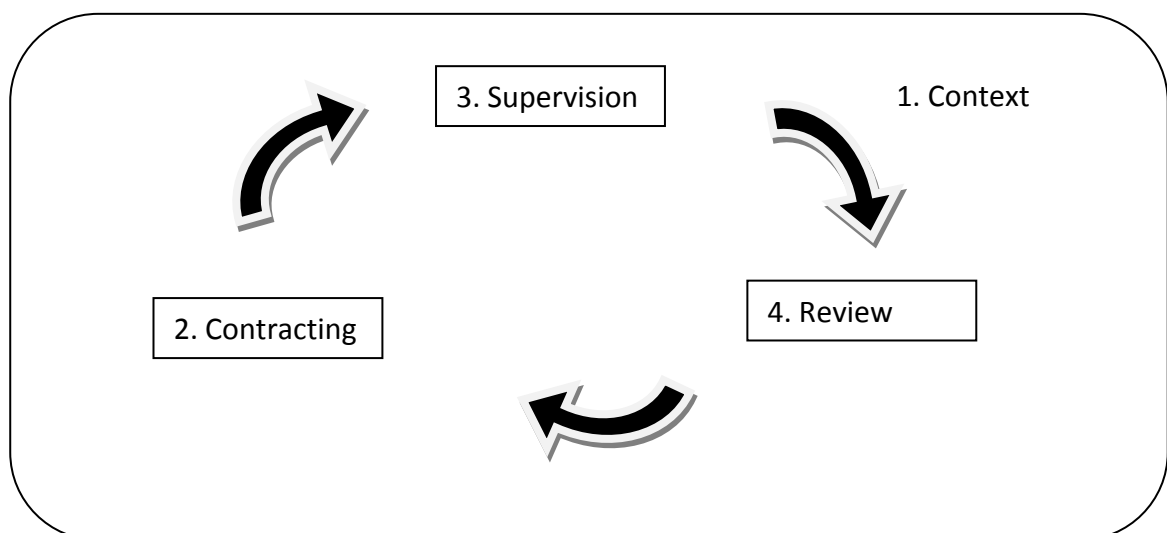 3. Supervision
1. Context
2. Contracting
4. Review